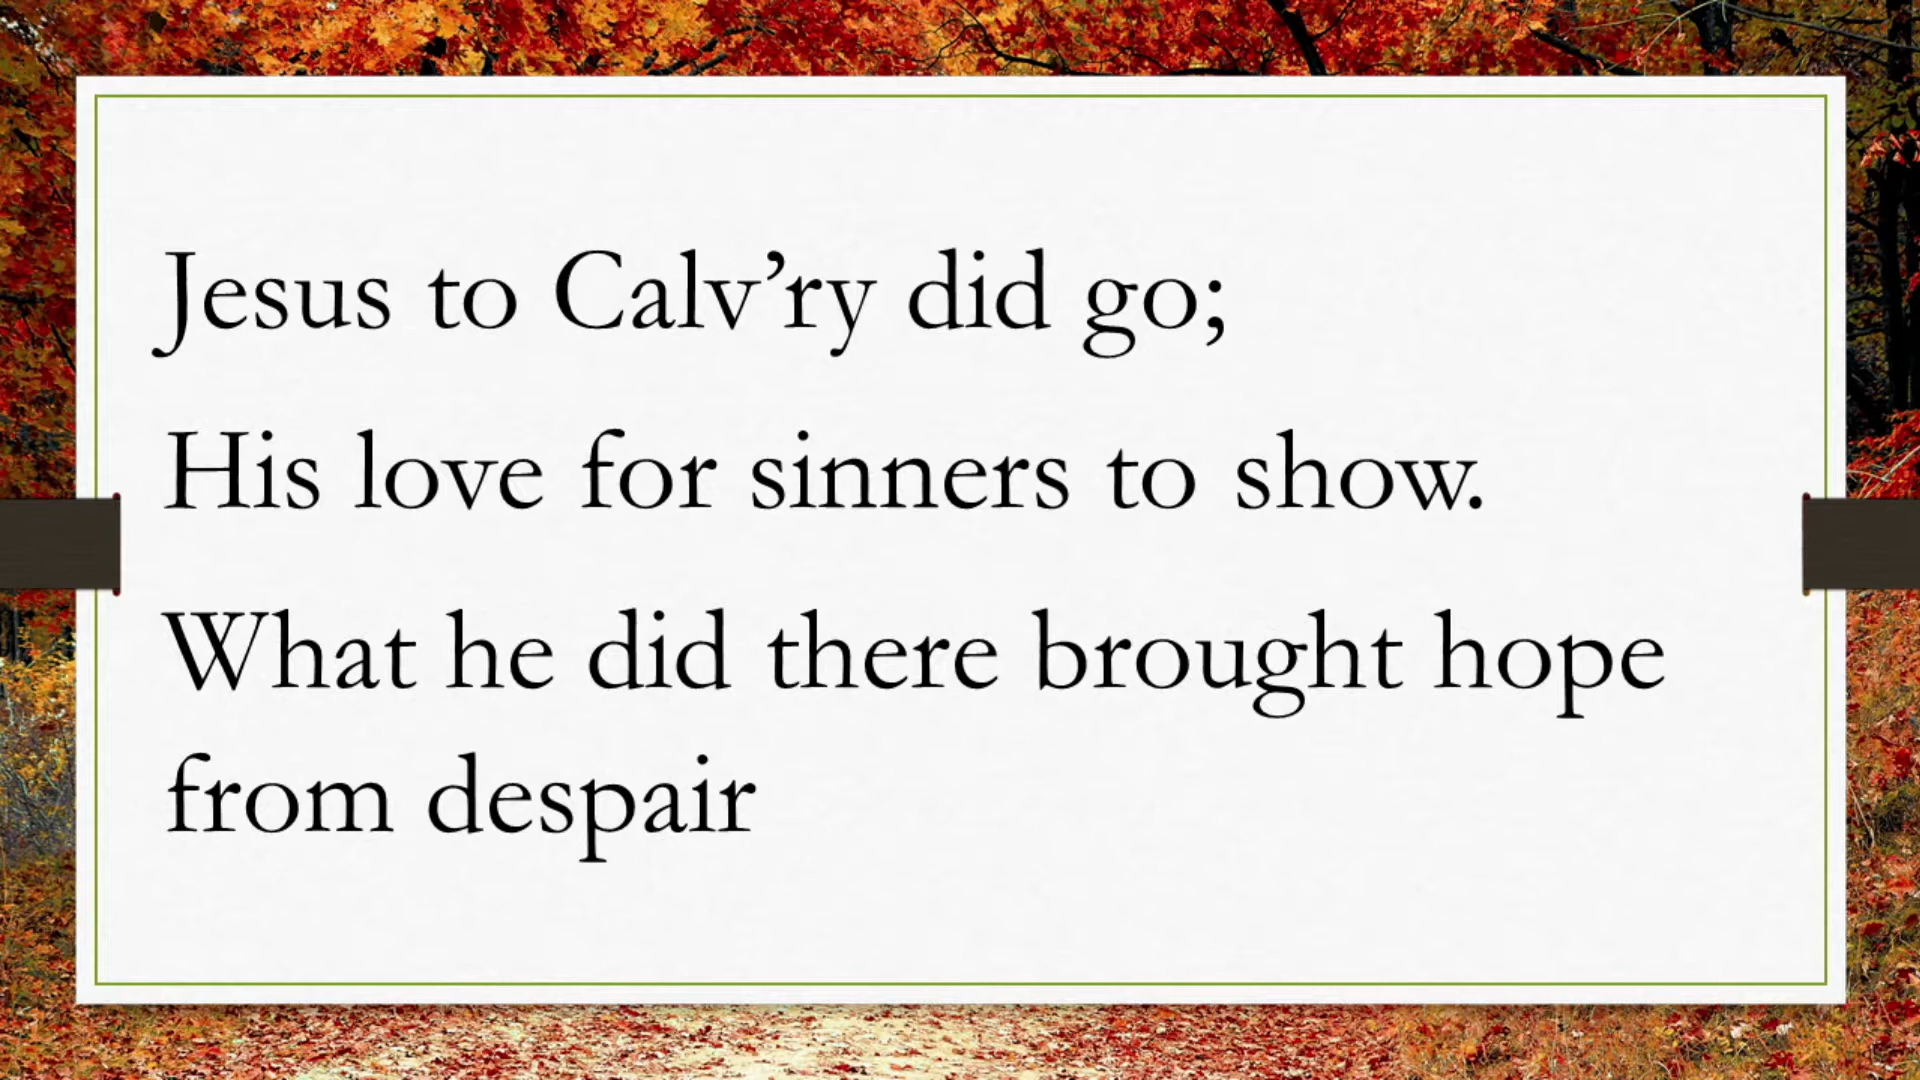 Jesus to Calv’ry did go;
His love for sinners to show.
What he did there brought hope
from despair